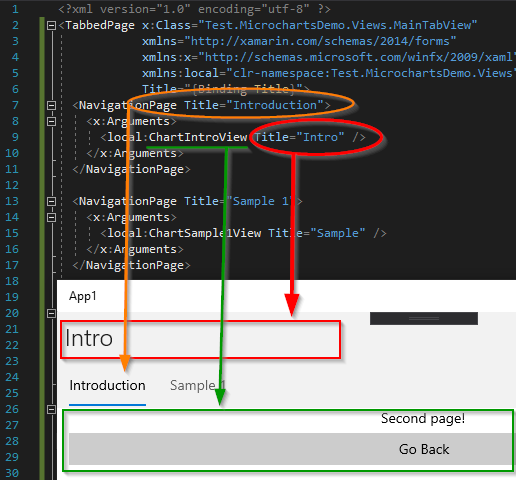 1 <?xml version="1.0" encoding="utf-8" ?>
2 <TabbedPage x:Class="Test.MicrochartsDemo.Views.MainTabView"
3 xmlns="http://xamarin.com/schemas/2014/forms"
4 xmlns:x="http://schemas.microsoft.com/winfx/2009/xaml"
5 xmlns:local="clr-namespace:Test.MicrochartsDemo.Views"
6 Title="{Binding Title}">
7 <NavigationPage Title="Introduction">
8 <x:Arguments>
9 <local:ChartIntroView Title="Intro" />
10 </x:Arguments>
11 </NavigationPage>
12
13 <NavigationPage Title="Sample 1">
14 <x:Arguments>
15 <local:ChartSample1View Title="Sample" />
16 </x:Arguments>
17 </NavigationPage>
18
19 App1
20
21
22 Intro
23
24
25 Introduction Sample 1
26 Second page!
27
28 Go Back
29
30